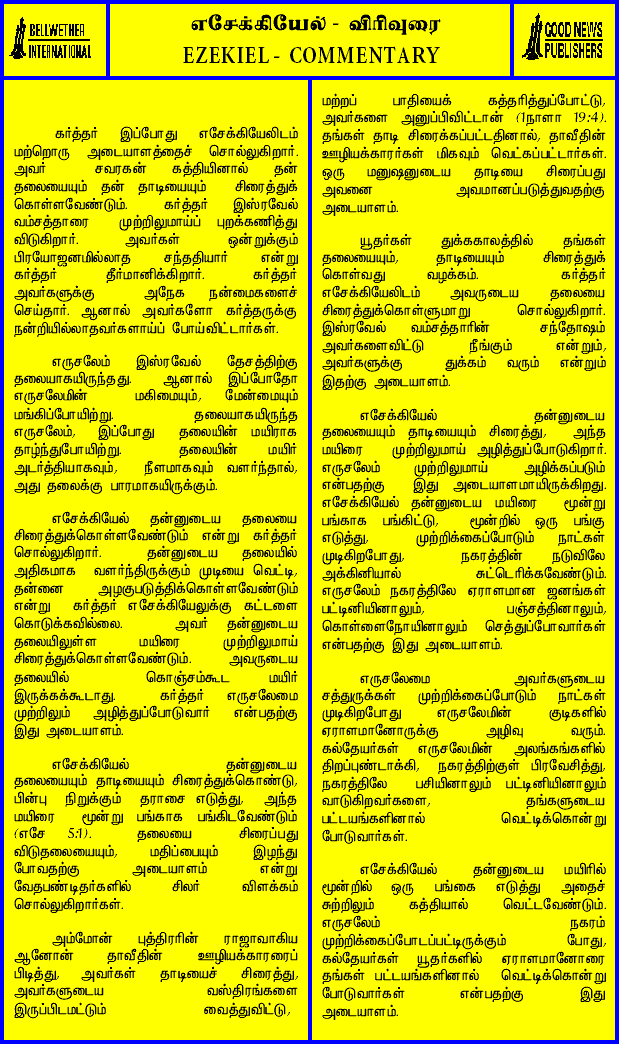 BELLWETHER
INTERNATIONAL
எசேக்கியேல் - விரிவுரை
EZEKIEL - COMMENTARY
GOOD NEWS
PUBLISHERS
கர்த்தர் இப்போது எசேக்கியேலிடம்
மற்றொரு அடையாளத்தைச் சொல்லுகிறார்.
அவர் சவரகன் கத்தியினால் தன்
தலையையும் தன் தாடியையும் சிரைத்துக்
கொள்ளவேண்டும். கர்த்தர் இஸ்ரவேல்
வம்சத்தாரை முற்றிலுமாய்ப் புறக்கணித்து
விடுகிறார். அவர்கள் ஒன்றுக்கும்
பிரயோஜனமில்லாத சந்ததியார் என்று
கர்த்தர் தீர்மானிக்கிறார். கர்த்தர்
அவர்களுக்கு அநேக நன்மைகளைச்
செய்தார். ஆனால் அவர்களோ கர்த்தருக்கு
நன்றியில்லாதவர்களாய்ப் போய்விட்டார்கள்.
எருசலேம் இஸ்ரவேல் தேசத்திற்கு
தலையாகயிருந்தது. ஆனால் இப்போதோ
எருசலேமின் மகிமையும், மேன்மையும்
மங்கிப்போயிற்று. தலையாகயிருந்த
எருசலேம், இப்போது தலையின் மயிராக
தாழ்ந்துபோயிற்று. தலையின் மயிர்
அடர்த்தியாகவும், நீளமாகவும் வளர்ந்தால்,
அது தலைக்கு பாரமாகயிருக்கும்.
எசேக்கியேல் தன்னுடைய தலையை
சிரைத்துக்கொள்ளவேண்டும் என்று கர்த்தர்
சொல்லுகிறார். தன்னுடைய தலையில்
அதிகமாக வளர்ந்திருக்கும் முடியை வெட்டி,
தன்னை அழகுபடுத்திக்கொள்ளவேண்டும்
என்று கர்த்தர் எசேக்கியேலுக்கு கட்டளை
கொடுக்கவில்லை. அவர் தன்னுடைய
தலையிலுள்ள மயிரை முற்றிலுமாய்
சிரைத்துக்கொள்ளவேண்டும். அவருடைய
தலையில் கொஞ்சம்கூட மயிர்
இருக்கக்கூடாது. கர்த்தர் எருசலேமை
முற்றிலும் அழித்துப்போடுவார் என்பதற்கு
இது அடையாளம்.
எசேக்கியேல் தன்னுடைய
தலையையும் தாடியையும் சிரைத்துக்கொண்டு,
பின்பு நிறுக்கும் தராசை எடுத்து, அந்த
மயிரை மூன்று பங்காக பங்கிடவேண்டும்
(எசே 5:1). தலையை சிரைப்பது
விடுதலையையும், மதிப்பையும் இழந்து
போவதற்கு அடையாளம் என்று
வேதபண்டிதர்களில் சிலர் விளக்கம்
சொல்லுகிறார்கள்.
அம்மோன் புத்திரரின் ராஜாவாகிய
ஆனோன் தாவீதின் ஊழியக்காரரைப்
பிடித்து, அவர்கள் தாடியைச் சிரைத்து,
அவர்களுடைய வஸ்திரங்களை
இருப்பிடமட்டும் வைத்துவிட்டு,
மற்றப் பாதியைக் கத்தரித்துப்போட்டு,
அவர்களை அனுப்பிவிட்டான் (1நாளா 19:4).
தங்கள் தாடி சிரைக்கப்பட்டதினால், தாவீதின்
ஊழியக்காரர்கள் மிகவும் வெட்கப்பட்டார்கள்.
ஒரு மனுஷனுடைய தாடியை சிரைப்பது
அவனை அவமானப்படுத்துவதற்கு
அடையாளம்.
யூதர்கள் துக்ககாலத்தில் தங்கள்
தலையையும், தாடியையும் சிரைத்துக்
கொள்வது வழக்கம். கர்த்தர்
எசேக்கியேலிடம் அவருடைய தலையை
சிரைத்துக்கொள்ளுமாறு சொல்லுகிறார்.
இஸ்ரவேல் வம்சத்தாரின் சந்தோஷம்
அவர்களைவிட்டு நீங்கும் என்றும்,
அவர்களுக்கு துக்கம் வரும் என்றும்
இதற்கு அடையாளம்.
எசேக்கியேல் தன்னுடைய
தலையையும் தாடியையும் சிரைத்து, அந்த
மயிரை முற்றிலுமாய் அழித்துப்போடுகிறார்.
எருசலேம் முற்றிலுமாய் அழிக்கப்படும்
என்பதற்கு இது அடையாளமாயிருக்கிறது.
எசேக்கியேல் தன்னுடைய மயிரை மூன்று
பங்காக பங்கிட்டு, மூன்றில் ஒரு பங்கு
எடுத்து, முற்றிக்கைப்போடும் நாட்கள்
முடிகிறபோது, நகரத்தின் நடுவிலே
அக்கினியால் சுட்டெரிக்கவேண்டும்.
எருசலேம் நகரத்திலே ஏராளமான ஜனங்கள்
பட்டினியினாலும், பஞ்சத்தினாலும்,
கொள்ளைநோயினாலும் செத்துப்போவார்கள்
என்பதற்கு இது அடையாளம்.
எருசலேமை அவர்களுடைய
சத்துருக்கள் முற்றிக்கைப்போடும் நாட்கள்
முடிகிறபோது எருசலேமின் குடிகளில்
ஏராளமானோருக்கு அழிவு வரும்.
கல்தேயர்கள் எருசலேமின் அலங்கங்களில்
திறப்புண்டாக்கி, நகரத்திற்குள் பிரவேசித்து,
நகரத்திலே பசியினாலும் பட்டினியினாலும்
வாடுகிறவர்களை, தங்களுடைய
பட்டயங்களினால் வெட்டிக்கொன்று
போடுவார்கள்.
எசேக்கியேல் தன்னுடைய மயிரில்
மூன்றில் ஒரு பங்கை எடுத்து அதைச்
சுற்றிலும் கத்தியால் வெட்டவேண்டும்.
எருசலேம் நகரம்
முற்றிக்கைப்போடப்பட்டிருக்கும் போது,
கல்தேயர்கள் யூதர்களில் ஏராளமானோரை
தங்கள் பட்டயங்களினால் வெட்டிக்கொன்று
போடுவார்கள் என்பதற்கு இது
அடையாளம்.